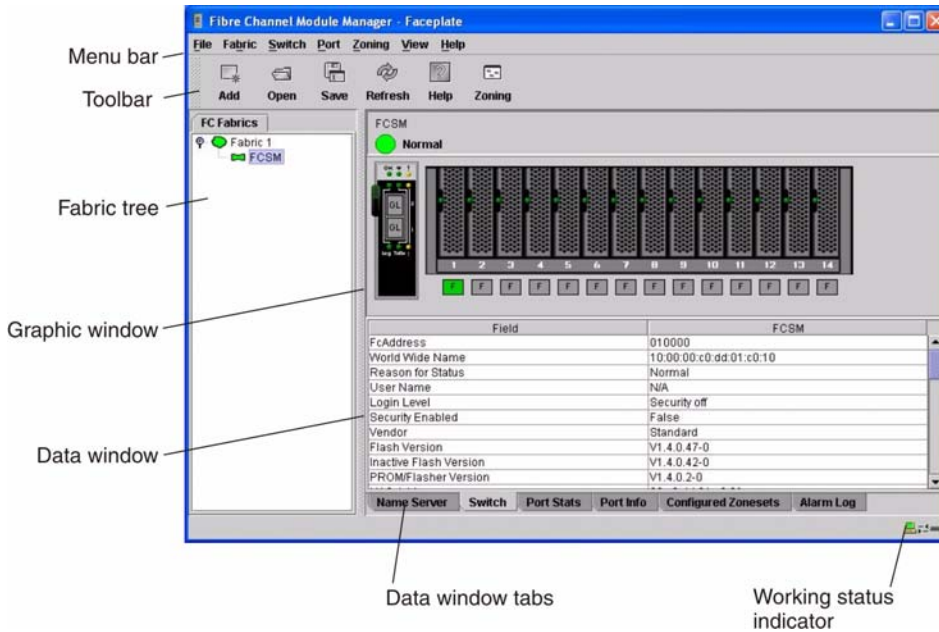 Fibre Channel Module Manager - Faceplate
Menu bar
File Fabric Switch Port Zoning View Help
Toolbar
Add Open Save Refresh Help Zoning
FC Fabrics
Fabric 1
FCSM
Fabric tree
FCSM
Normal
OK
GL
GL
1 2 3 4 5 6 7 8 9 10 11 12 13 14
F F F F F F F F F F F F F F
Graphic window
Field FCSM
FcAddress 010000
World Wide Name 10:00:00:c0:dd:01:c0:10
Reason for Status Normal
User Name N/A
Login Level Security off
Security Enabled False
Vendor Standard
Flash Version V1.4.0.47-0
Inactive Flash Version V1.4.0.42-0
PROM/Flasher Version V1.4.0.2-0
Data window
Name Server Switch Port Stats Port Info Configured Zonesets Alarm Log
Data window tabs
Working status
indicator